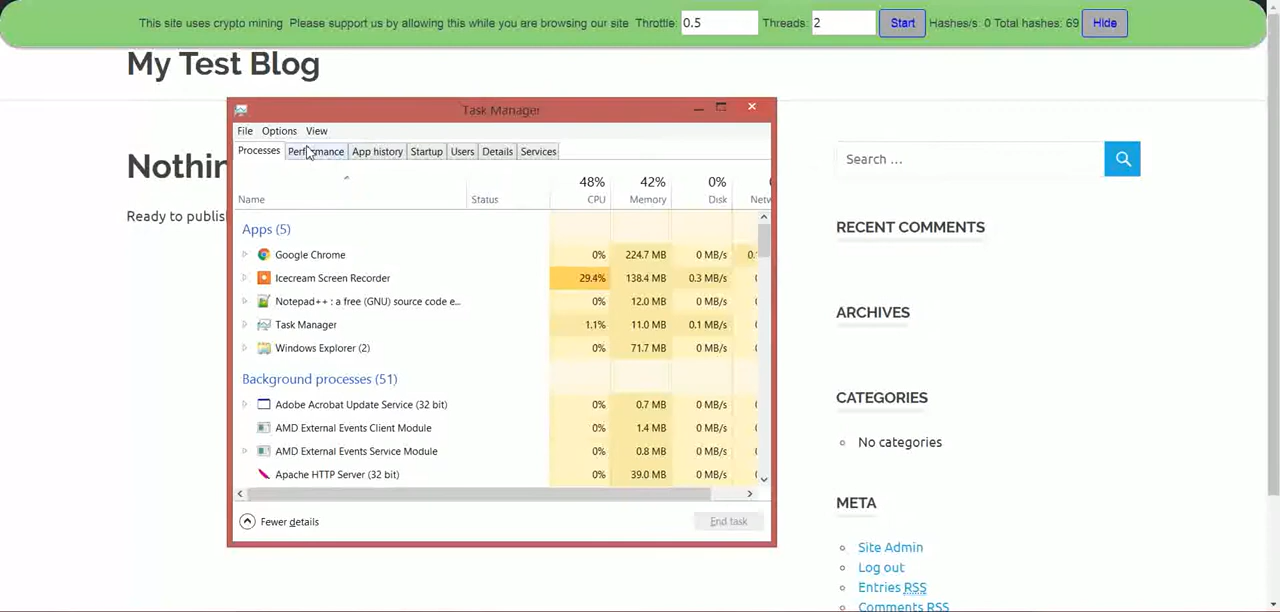 This site uses crypto mining Please support us by allowing this while you are browsing our site Throttle: 0.5 Threads: 2 Start Hashes/s: 0 Total hashes: 69 Hide
My Test Blog
Task Manager
File Options View
Processes Performance App history Startup Users Details Services
48% 42% 0%
Name Status CPU Memory Disk
Apps (5)
Google Chrome 0% 224.7 MB 0 MB/s
Icecream Screen Recorder 29.4% 138.4 MB 0.3 MB/s
Notepad++ : a free (GNU) source code e... 0% 12.0 MB 0 MB/s
Task Manager 1.1% 11.0 MB 0.1 MB/s
Windows Explorer (2) 0% 71.7 MB 0 MB/s
Background processes (51)
Adobe Acrobat Update Service (32 bit) 0% 0.7 MB 0 MB/s
AMD External Events Client Module 0% 1.4 MB 0 MB/s
AMD External Events Service Module 0% 0.8 MB 0 MB/s
Apache HTTP Server (32 bit) 0% 39.0 MB 0 MB/s
Fewer details End task
Ready to
Search ...
RECENT COMMENTS
ARCHIVES
CATEGORIES
No categories
META
Site Admin
Log out
Entries RSS
Comments RSS